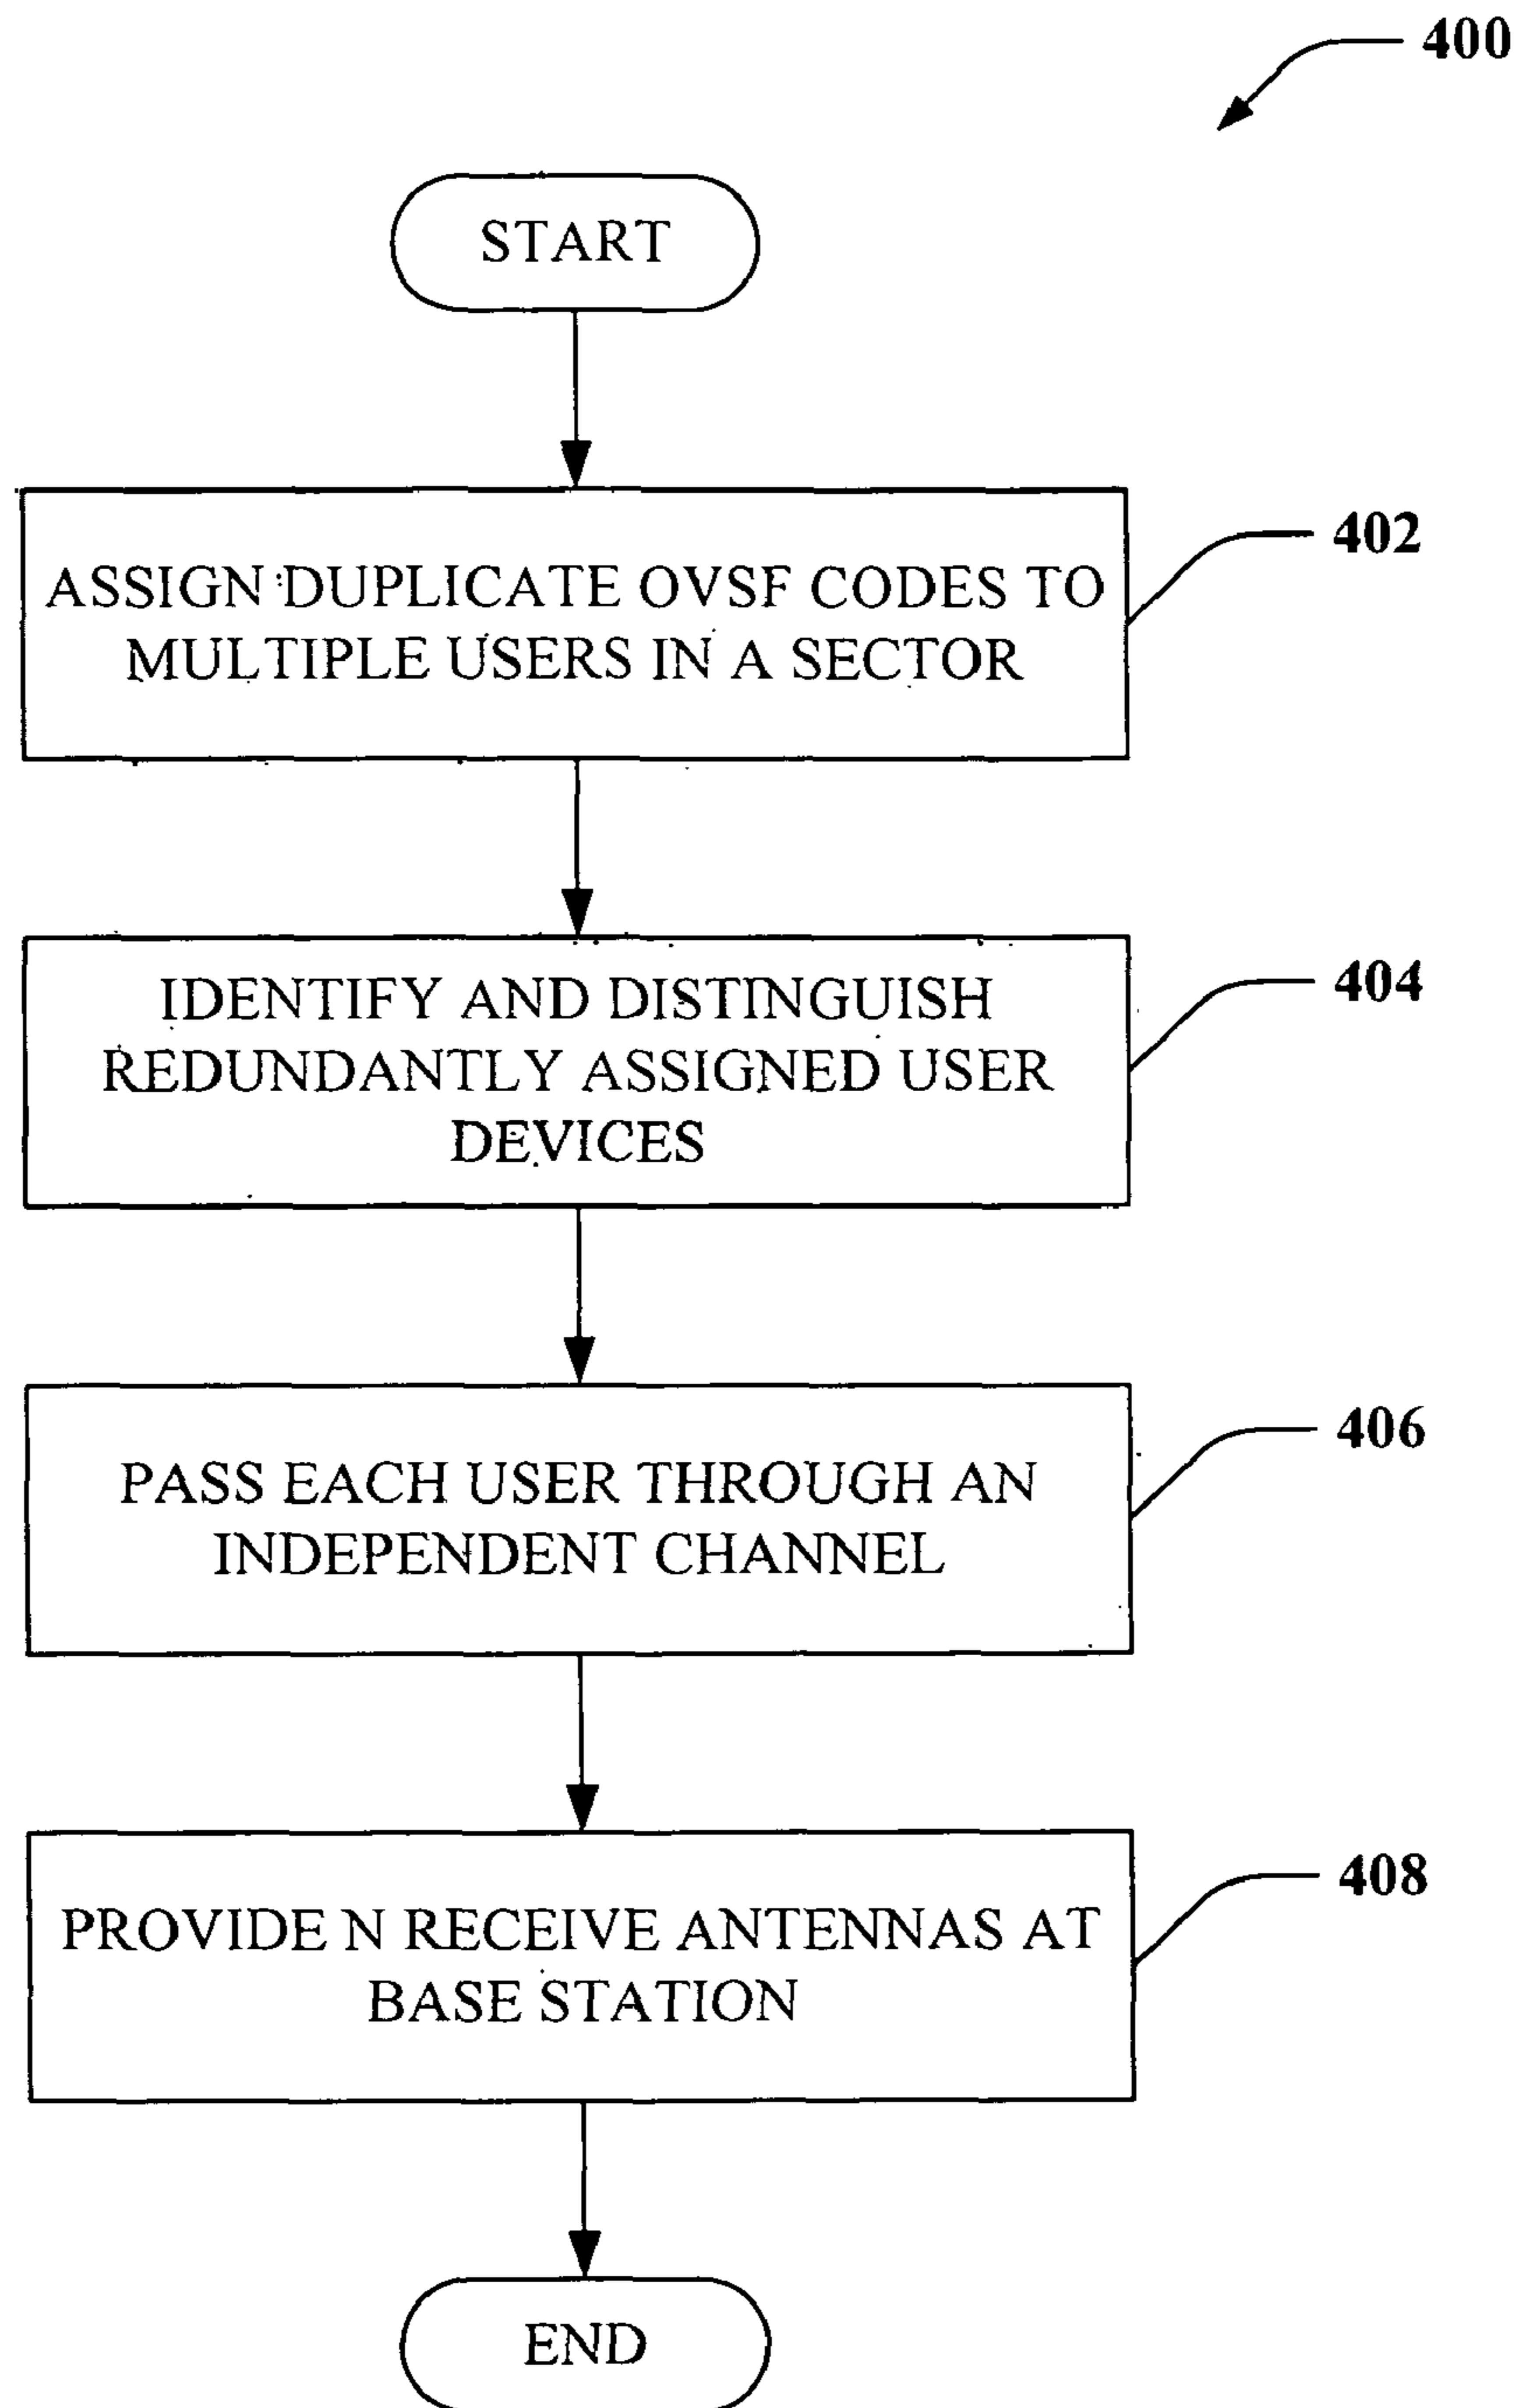 400
START
ASSIGN DUPLICATE OVSF CODES TO
MULTIPLE USERS IN A SECTOR
402
IDENTIFY AND DISTINGUISH
REDUNDANTLY ASSIGNED USER
DEVICES
404
PASS EACH USER THROUGH AN
INDEPENDENT CHANNEL
406
PROVIDE N RECEIVE ANTENNAS AT
BASE STATION
408
END